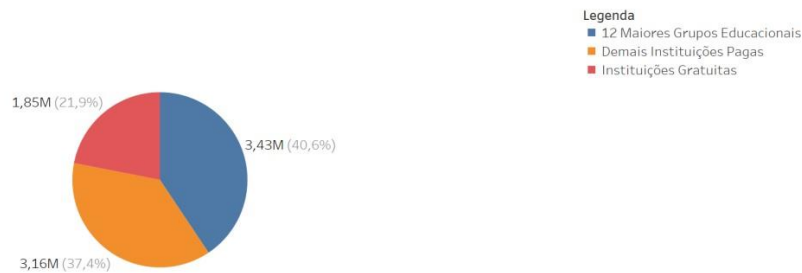 Legenda
12 Maiores Grupos Educacionais
Demais Instituições Pagas
Instituições Gratuitas
1,85M (21,9%)
3,43M (40,6%)
3,16M (37,4%)